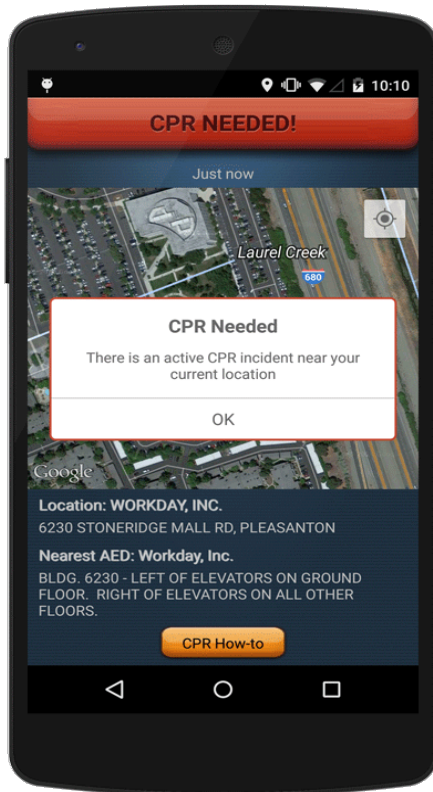 10:10
CPR NEEDED!
Just now
Laurel Creek
680
CPR Needed
There is an active CPR incident near your
current location
OK
Google
Location: WORKDAY, INC.
6230 STONERIDGE MALL RD, PLEASANTON
Nearest AED: Workday, Inc.
BLDG. 6230 - LEFT OF ELEVATORS ON GROUND
FLOOR.  RIGHT OF ELEVATORS ON ALL OTHER
FLOORS.
CPR How-to